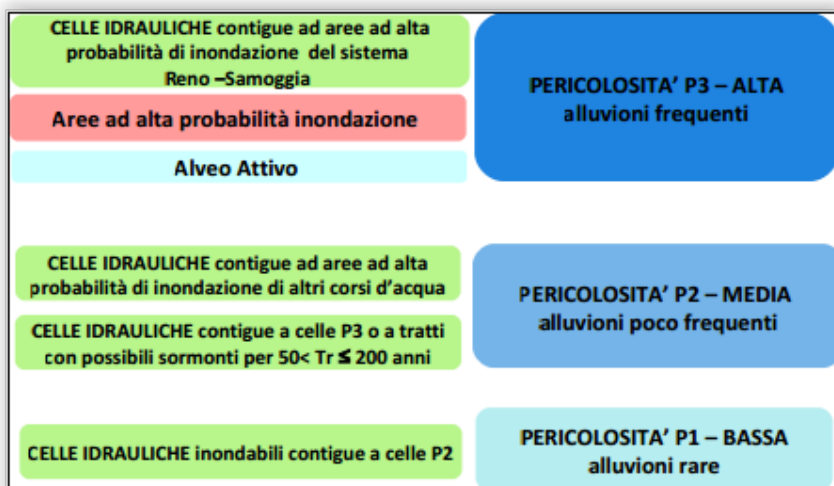 CELLE IDRAULICHE contigue ad aree ad alta
probabilità di inondazione del sistema
Reno –Samoggia
Aree ad alta probabilità inondazione
Alveo Attivo
PERICOLOSITA’ P3 – ALTA
alluvioni frequenti
CELLE IDRAULICHE contigue ad aree ad alta
probabilità di inondazione di altri corsi d’acqua
CELLE IDRAULICHE contigue a celle P3 o a tratti
con possibili sormonti per 50< Tr ≤ 200 anni
PERICOLOSITA’ P2 – MEDIA
alluvioni poco frequenti
CELLE IDRAULICHE inondabili contigue a celle P2
PERICOLOSITA’ P1 – BASSA
alluvioni rare